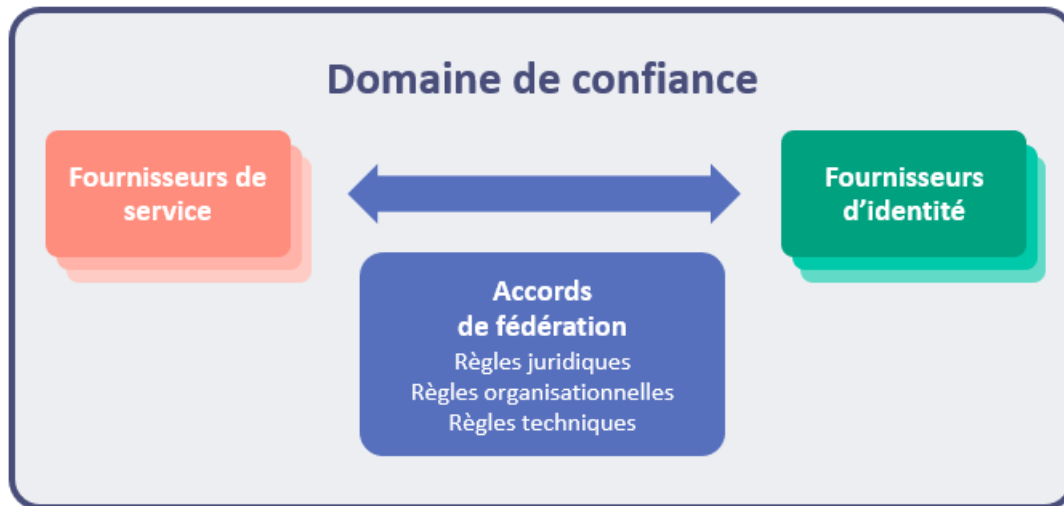 Domaine de confiance
Fournisseurs de
service
Fournisseurs
d’identité
Accords
de fédération
Règles juridiques
Règles organisationnelles
Règles techniques